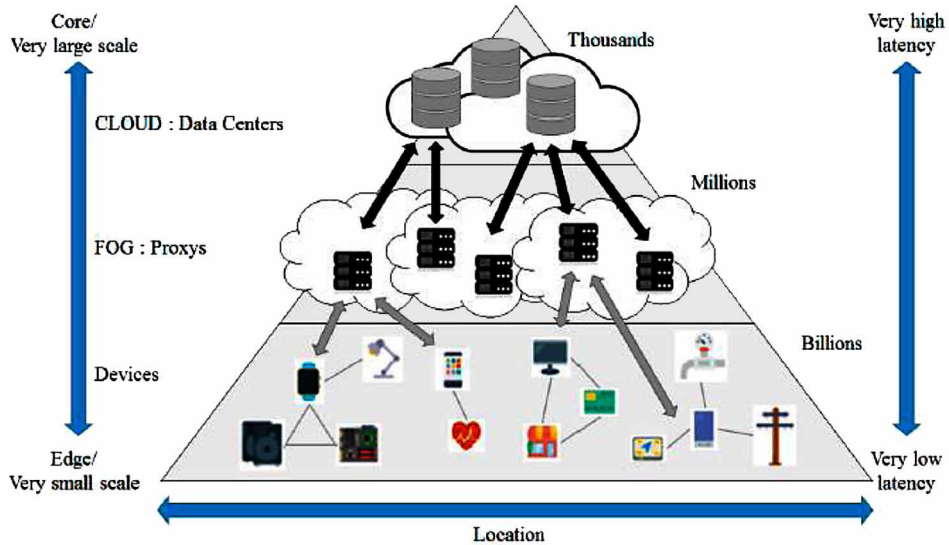 Core/
Very large scale
Thousands
Very high
latency
CLOUD : Data Centers
Millions
FOG : Proxys
Billions
Devices
Edge/
Very small scale
Very low
latency
Location